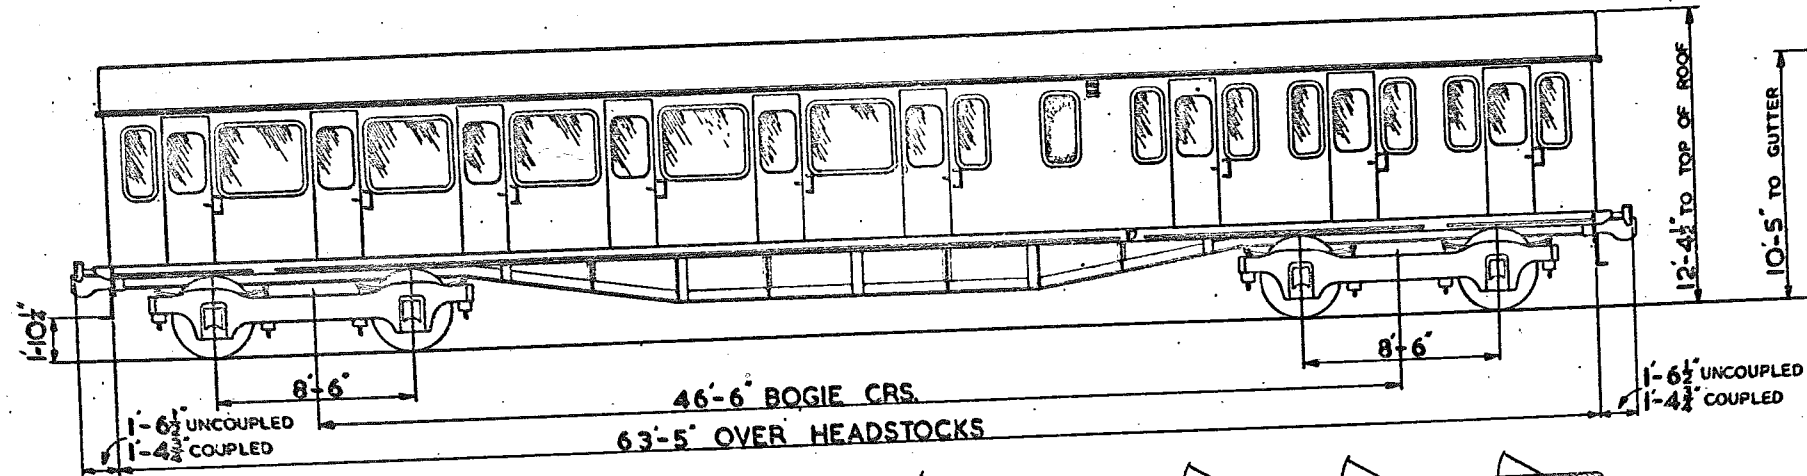 12'-4½" TO TOP OF ROOF
10'-5" TO GUTTER
1'-10¼"
8'-6"
8'-6"
46'-6" BOGIE CRS.
63'-5" OVER HEADSTOCKS
1'-6½" UNCOUPLED
1'-4¾" COUPLED
1'-6½" UNCOUPLED
1'-4¾" COUPLED